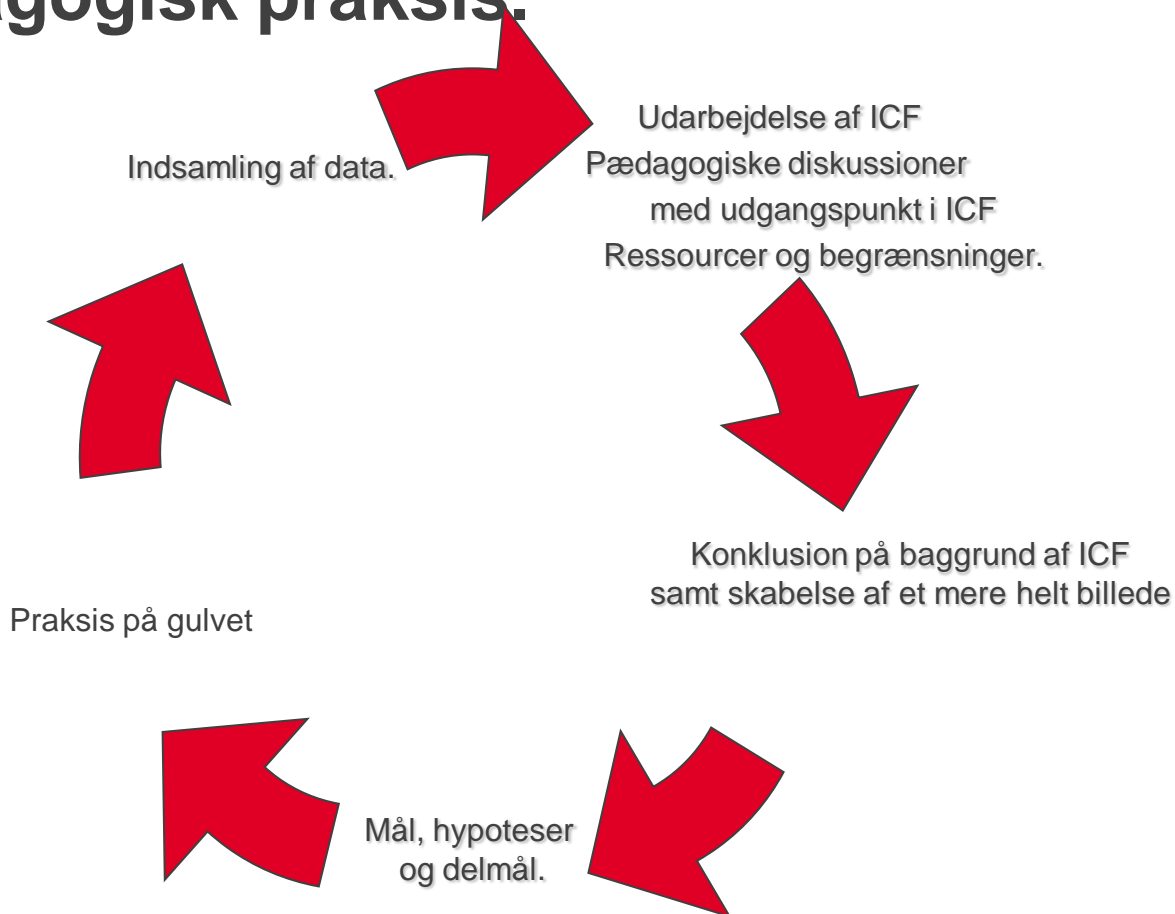 gogisk praksis.
Indsamling af data.
Udarbejdelse af ICF
Pædagogiske diskussioner
med udgangspunkt i ICF
Ressourcer og begrænsninger.
Konklusion på baggrund af ICF
samt skabelse af et mere helt billede
Mål, hypoteser
og delmål.
Praksis på gulvet